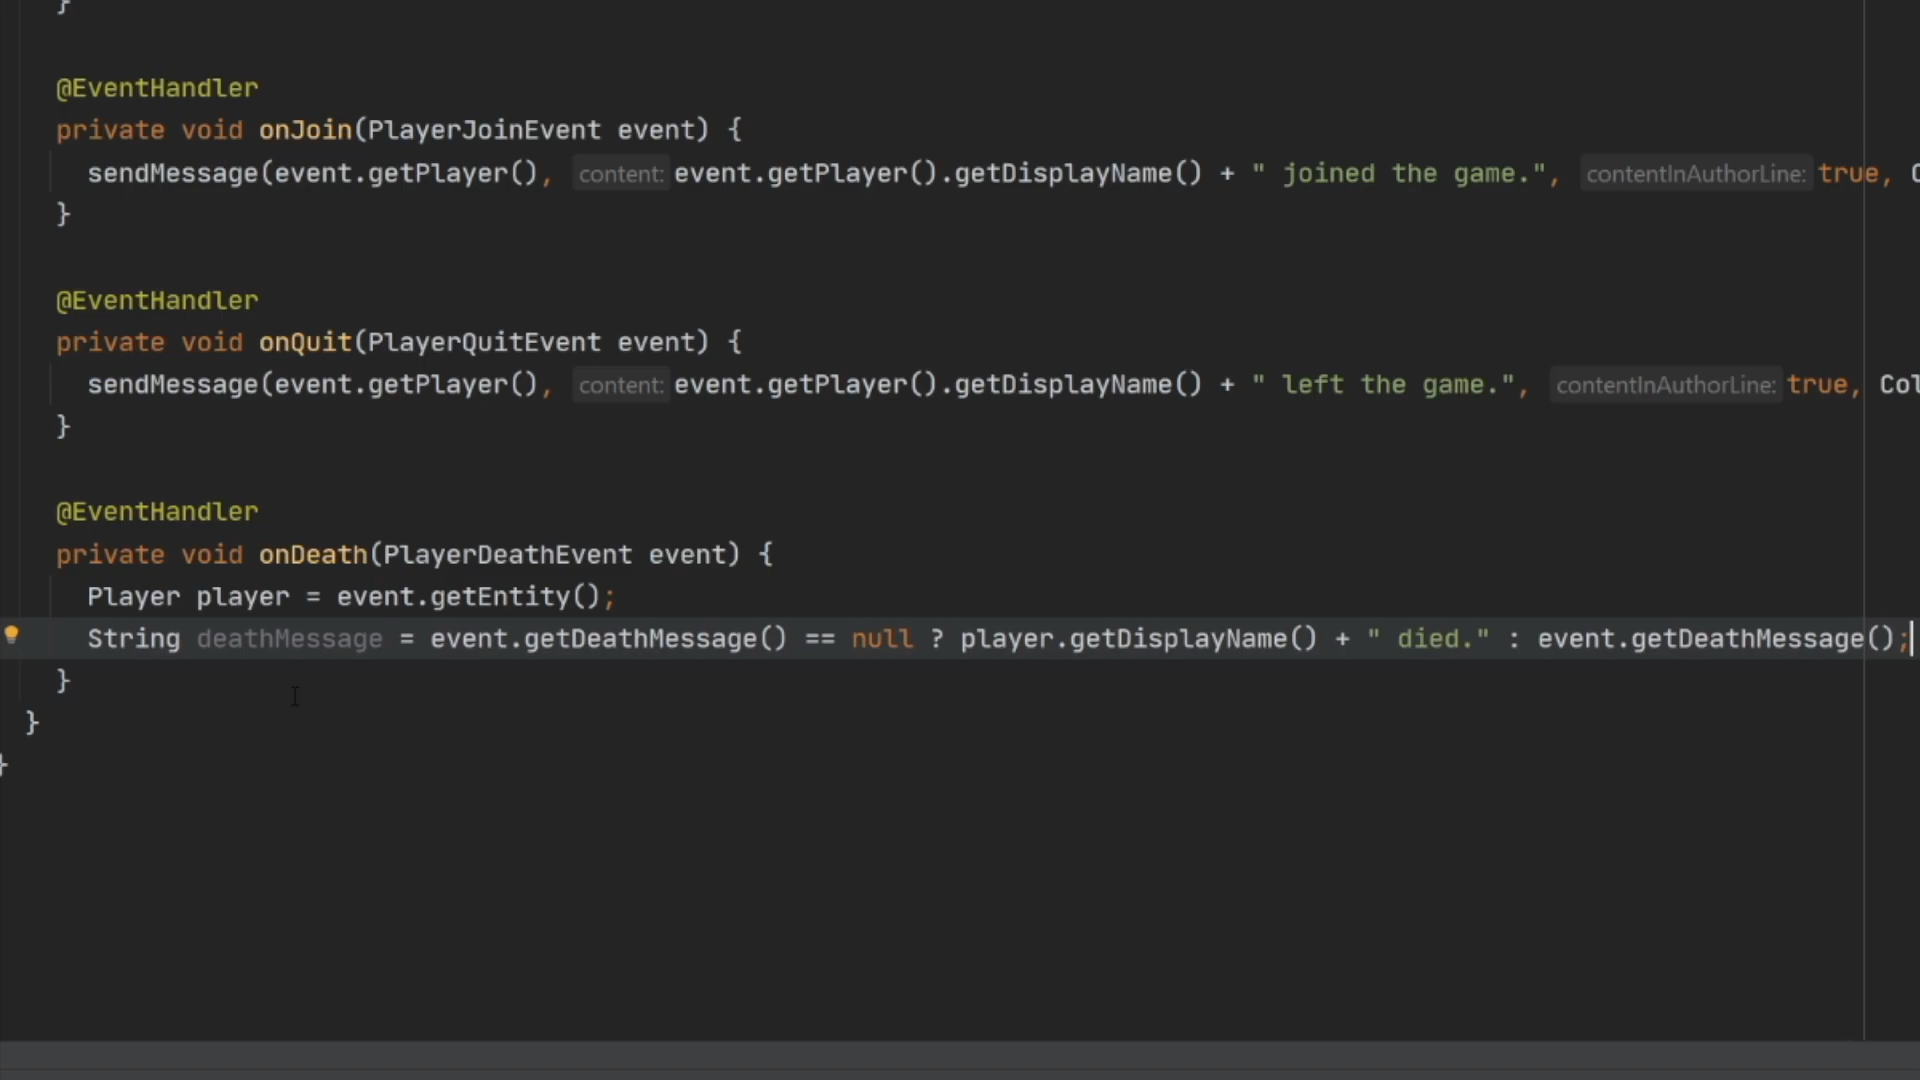 }
@EventHandler
private void onJoin(PlayerJoinEvent event) {
sendMessage(event.getPlayer(), content: event.getPlayer().getDisplayName() + " joined the game.", contentInAuthorLine: true,
}
@EventHandler
private void onQuit(PlayerQuitEvent event) {
sendMessage(event.getPlayer(), content: event.getPlayer().getDisplayName() + " left the game.", contentInAuthorLine: true, Col
}
@EventHandler
private void onDeath(PlayerDeathEvent event) {
Player player = event.getEntity();
String deathMessage = event.getDeathMessage() == null ? player.getDisplayName() + " died." : event.getDeathMessage();
}
}
}